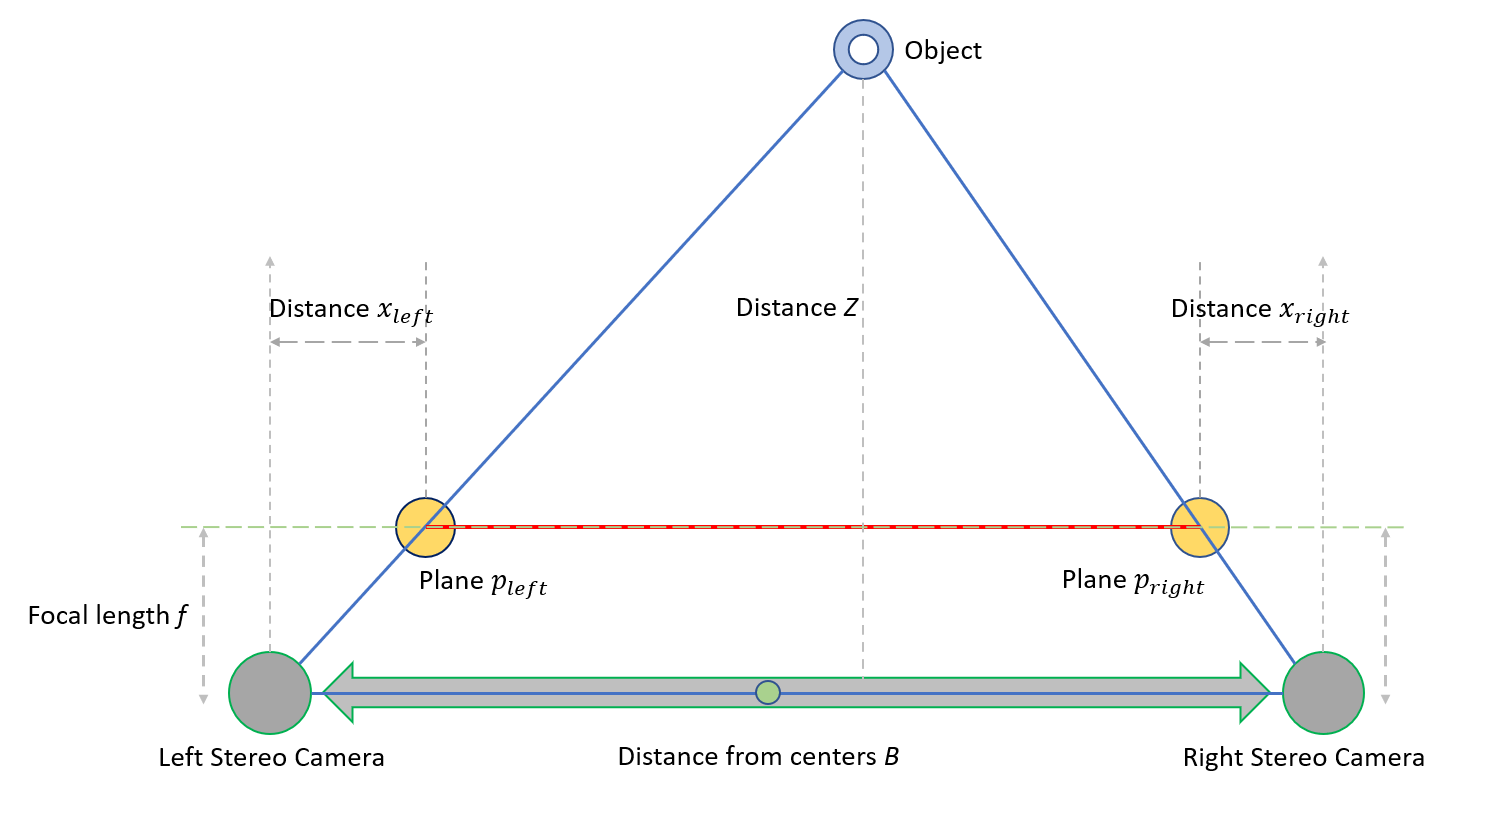 Object
Distance x_left
Distance Z
Distance x_right
Plane p_left
Plane p_right
Focal length f
Left Stereo Camera
Distance from centers B
Right Stereo Camera